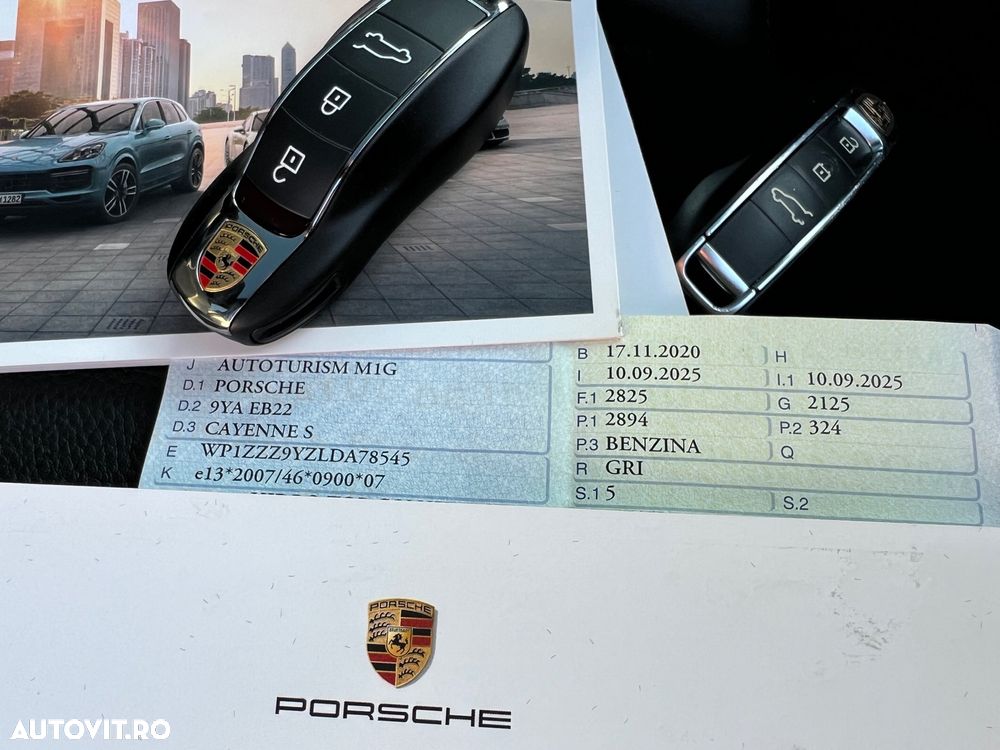 1282
PORSCHE
J AUTOTURISM M1G
D.1 PORSCHE
D.2 9YA EB22
D.3 CAYENNE S
E WP1ZZZ9YZLDA78545
K e13*2007/46*0900*07
B 17.11.2020 H
I 10.09.2025 I.1 10.09.2025
F.1 2825 G 2125
P.1 2894 P.2 324
P.3 BENZINA Q
R GRI
S.1 5 S.2
PORSCHE
PORSCHE
AUTOVIT.RO